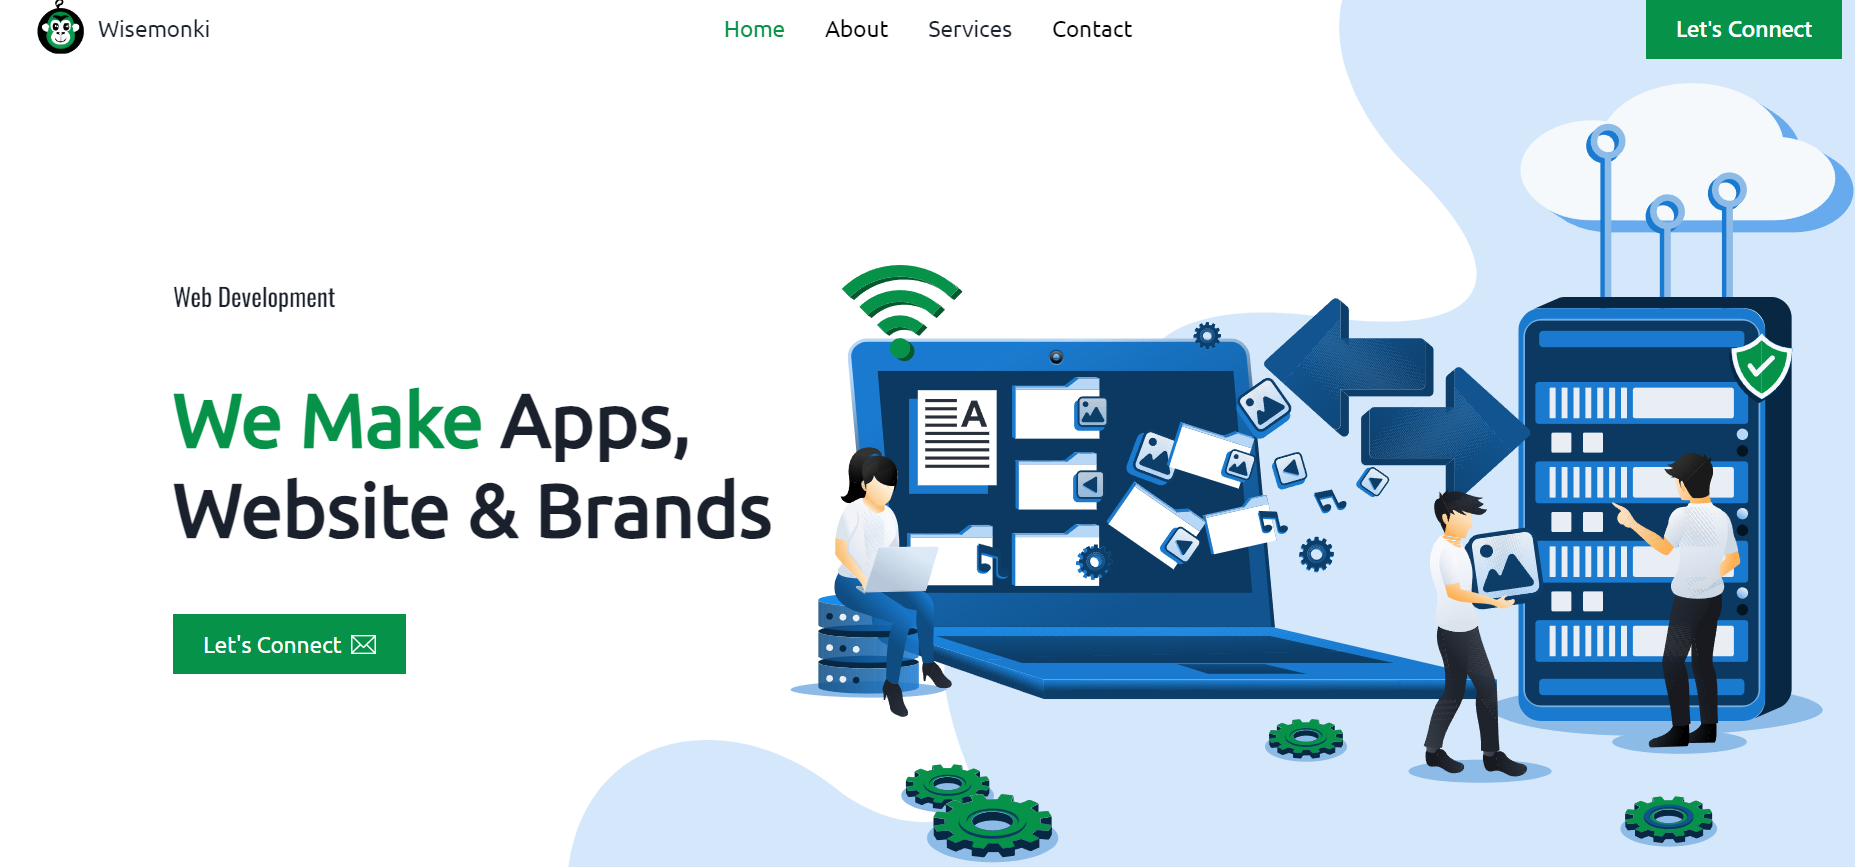 Wisemonki
Home About Services Contact
Let's Connect
Web Development
We Make Apps,
Website & Brands
Let's Connect
A